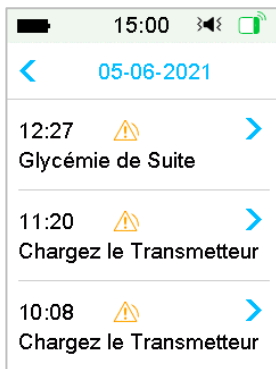 15:00
05-06-2021
12:27
Glycémie de Suite
11:20
Chargez le Transmetteur
10:08
Chargez le Transmetteur